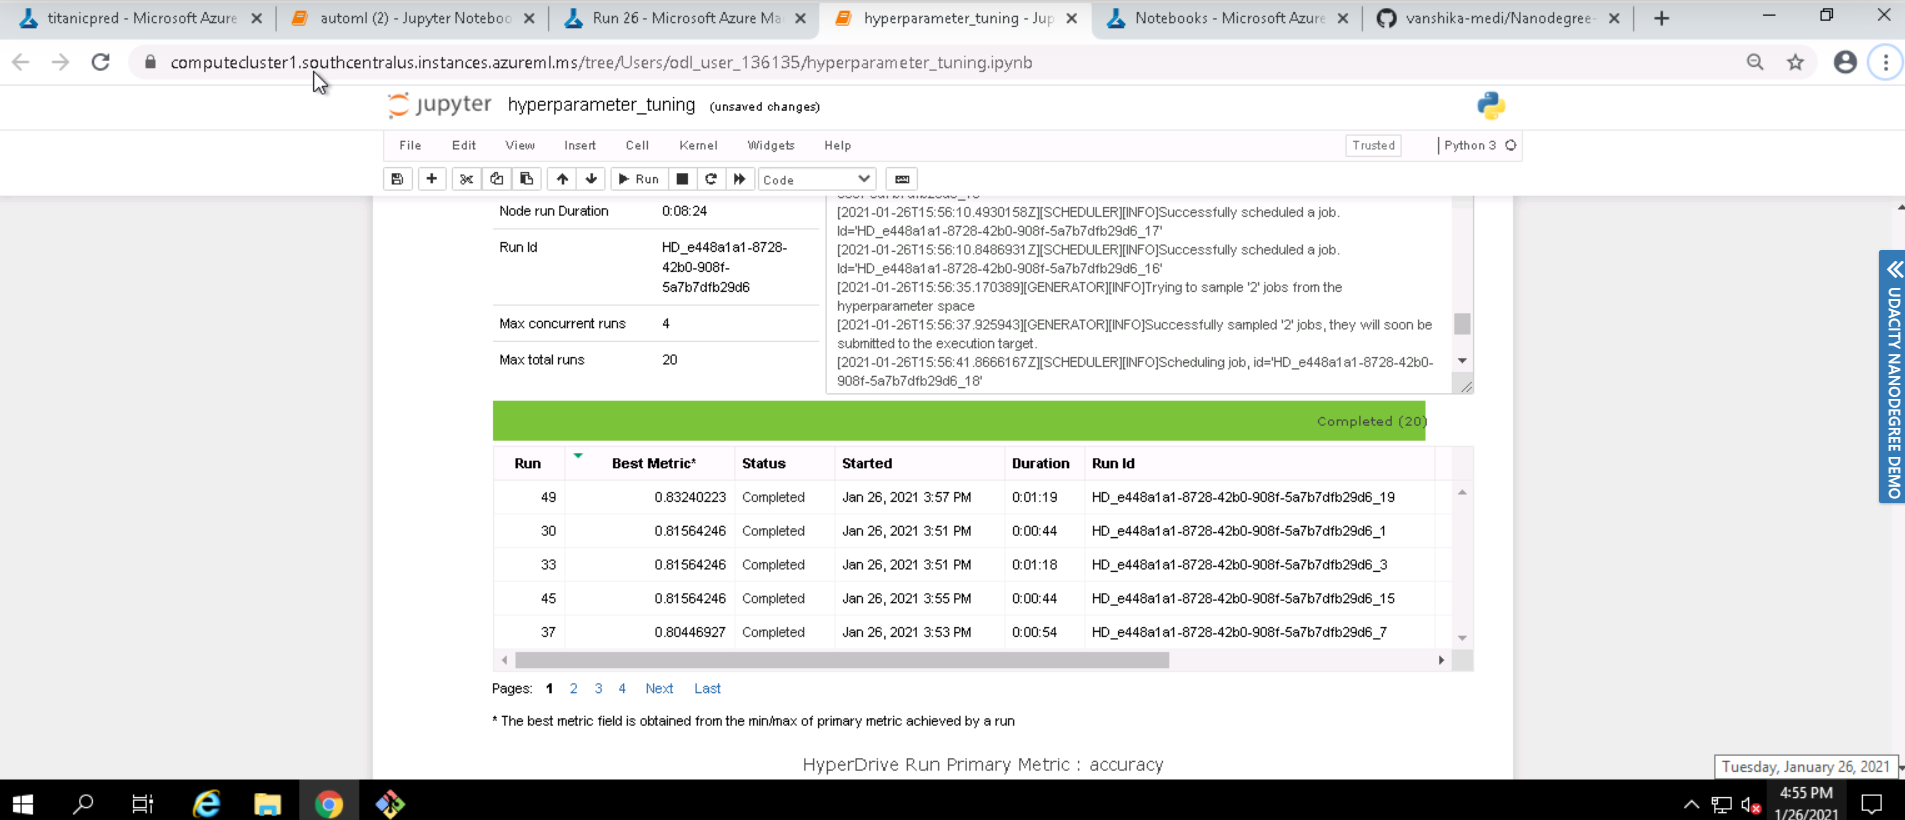 titanicpred - Microsoft Azure
automl (2) - Jupyter Noteboo
Run 26 - Microsoft Azure Ma
hyperparameter_tuning - Jup
Notebooks - Microsoft Azure
vanshika-medi/Nanodegree-
computecluster1.southcentralus.instances.azureml.ms/tree/Users/odl_user_136135/hyperparameter_tuning.ipynb
jupyter hyperparameter_tuning (unsaved changes)
File Edit View Insert Cell Kernel Widgets Help Trusted Python 3
Run Code
Node run Duration 0:08:24
Run Id HD_e448a1a1-8728-
42b0-908f-
5a7b7dfb29d6
Max concurrent runs 4
Max total runs 20
[2021-01-26T15:56:10.4930158Z][SCHEDULER][INFO]Successfully scheduled a job.
Id='HD_e448a1a1-8728-42b0-908f-5a7b7dfb29d6_17'
[2021-01-26T15:56:10.8486931Z][SCHEDULER][INFO]Successfully scheduled a job.
Id='HD_e448a1a1-8728-42b0-908f-5a7b7dfb29d6_16'
[2021-01-26T15:56:35.170389][GENERATOR][INFO]Trying to sample '2' jobs from the
hyperparameter space
[2021-01-26T15:56:37.925943][GENERATOR][INFO]Successfully sampled '2' jobs, they will soon be
submitted to the execution target.
[2021-01-26T15:56:41.8666167Z][SCHEDULER][INFO]Scheduling job, id='HD_e448a1a1-8728-42b0-
908f-5a7b7dfb29d6_18'
Completed (20)
Run Best Metric* Status Started Duration Run Id
49 0.83240223 Completed Jan 26, 2021 3:57 PM 0:01:19 HD_e448a1a1-8728-42b0-908f-5a7b7dfb29d6_19
30 0.81564246 Completed Jan 26, 2021 3:51 PM 0:00:44 HD_e448a1a1-8728-42b0-908f-5a7b7dfb29d6_1
33 0.81564246 Completed Jan 26, 2021 3:51 PM 0:01:18 HD_e448a1a1-8728-42b0-908f-5a7b7dfb29d6_3
45 0.81564246 Completed Jan 26, 2021 3:55 PM 0:00:44 HD_e448a1a1-8728-42b0-908f-5a7b7dfb29d6_15
37 0.80446927 Completed Jan 26, 2021 3:53 PM 0:00:54 HD_e448a1a1-8728-42b0-908f-5a7b7dfb29d6_7
Pages: 1 2 3 4 Next Last
* The best metric field is obtained from the min/max of primary metric achieved by a run
HyperDrive Run Primary Metric : accuracy
UDACITY NANODEGREE DEMO
Tuesday, January 26, 2021
4:55 PM
1/26/2021